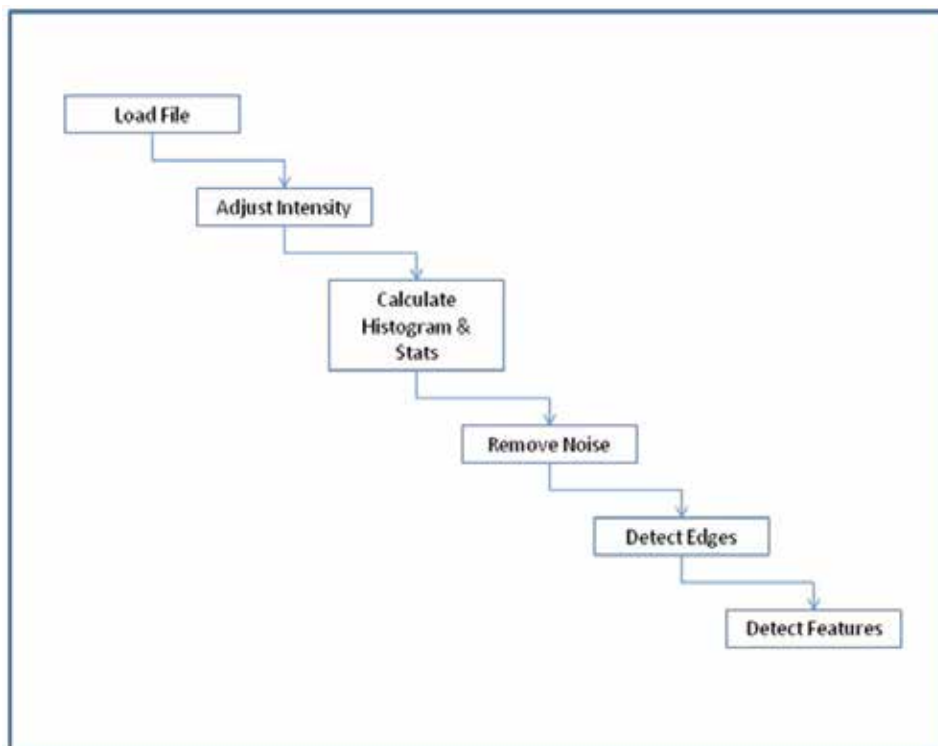 Load File
Adjust Intensity
Calculate
Histogram &
Stats
Remove Noise
Detect Edges
Detect Features